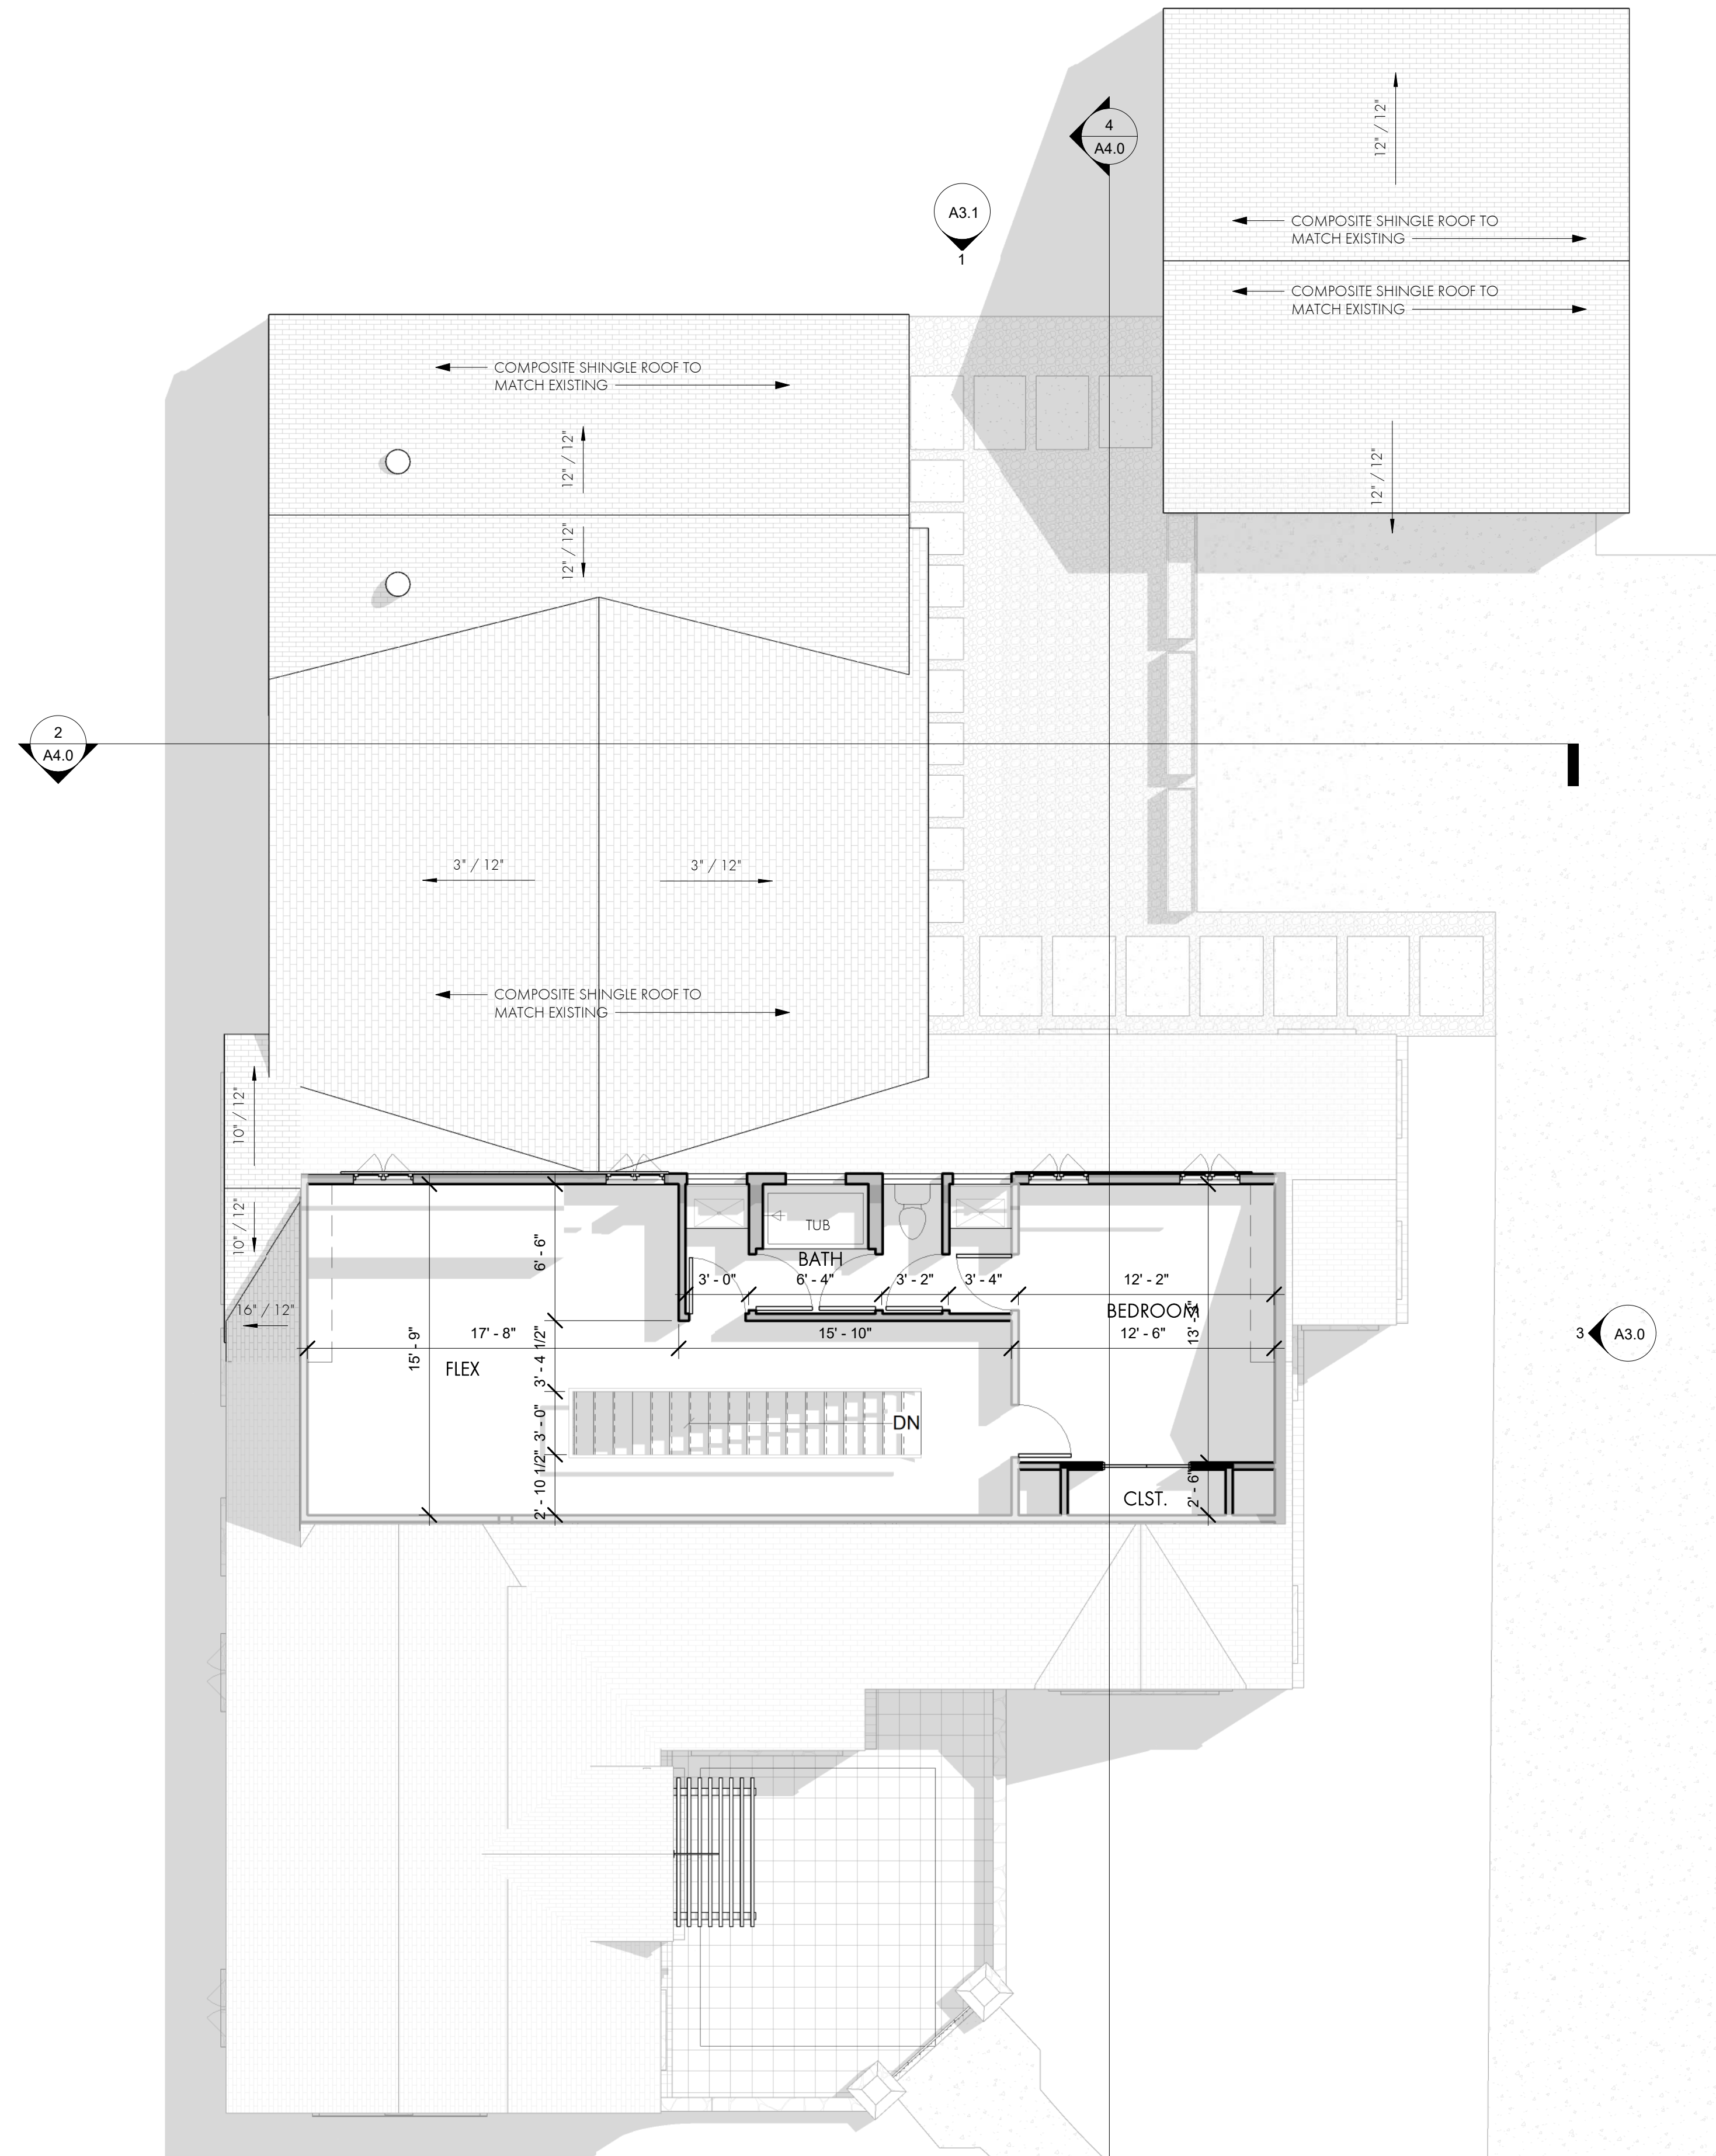 4
A4.0
A3.1
1
12" / 12"
COMPOSITE SHINGLE ROOF TO
MATCH EXISTING
COMPOSITE SHINGLE ROOF TO
MATCH EXISTING
12" / 12"
COMPOSITE SHINGLE ROOF TO
MATCH EXISTING
12" / 12"
12" / 12"
2
A4.0
3" / 12"
3" / 12"
COMPOSITE SHINGLE ROOF TO
MATCH EXISTING
10" / 12"
10" / 12"
16" / 12"
TUB
BATH
3' - 0"
6' - 4"
3' - 2"
3' - 4"
12' - 2"
6' - 6"
BEDROOM
17' - 8"
15' - 10"
12' - 6"
13' - 3"
15' - 9"
3' - 4 1/2"
FLEX
3' - 0"
DN
2' - 10 1/2"
CLST.
2' - 6"
3
A3.0